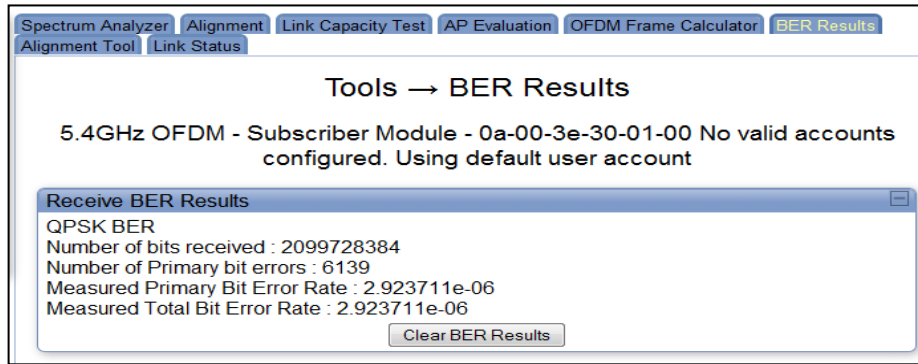 Spectrum Analyzer Alignment Link Capacity Test AP Evaluation OFDM Frame Calculator BER Results
Alignment Tool Link Status
Tools → BER Results
5.4GHz OFDM - Subscriber Module - 0a-00-3e-30-01-00 No valid accounts
configured. Using default user account
Receive BER Results
QPSK BER
Number of bits received : 2099728384
Number of Primary bit errors : 6139
Measured Primary Bit Error Rate : 2.923711e-06
Measured Total Bit Error Rate : 2.923711e-06
Clear BER Results